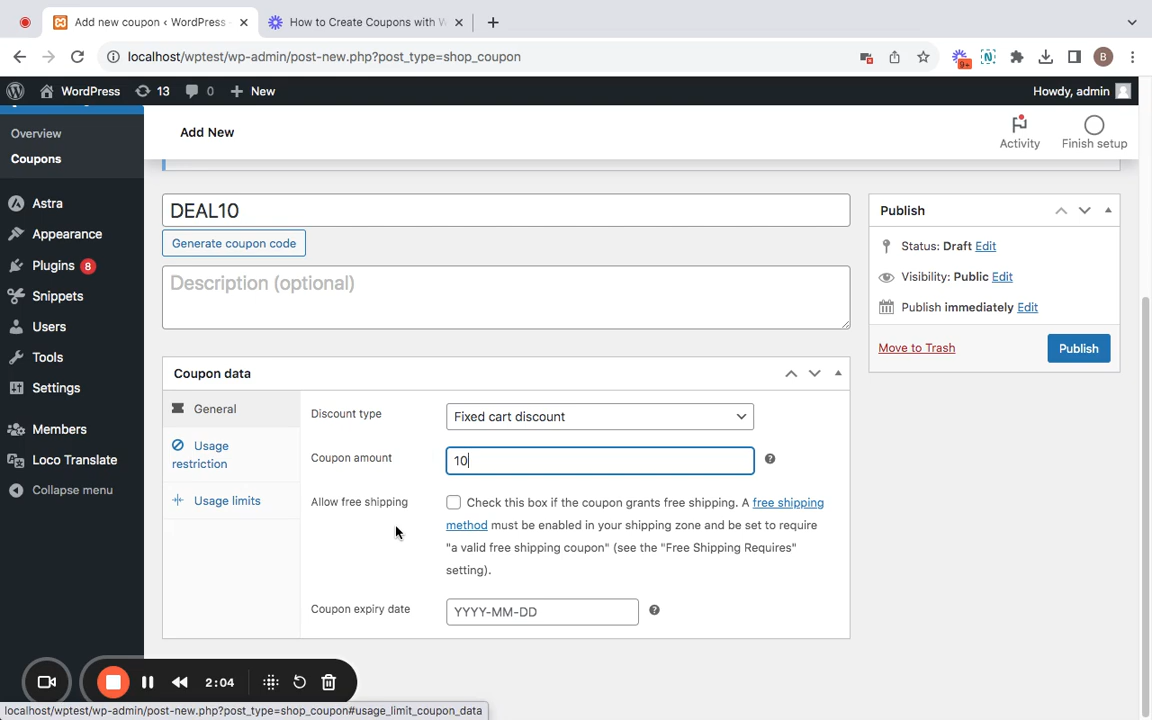 Add new coupon ‹ WordPress
How to Create Coupons with W
localhost/wptest/wp-admin/post-new.php?post_type=shop_coupon
9+
B
WordPress 13 0 New Howdy, admin
Overview
Coupons
Astra
Appearance
Plugins 8
Snippets
Users
Tools
Settings
Members
Loco Translate
Collapse menu
Add New
Activity
Finish setup
DEAL10
Generate coupon code
Description (optional)
Coupon data
General
Usage
restriction
Usage limits
Discount type Fixed cart discount
Coupon amount 10
Allow free shipping Check this box if the coupon grants free shipping. A free shipping
method must be enabled in your shipping zone and be set to require
"a valid free shipping coupon" (see the "Free Shipping Requires"
setting).
Coupon expiry date YYYY-MM-DD
Publish
Status: Draft Edit
Visibility: Public Edit
Publish immediately Edit
Move to Trash Publish
2:04
localhost/wptest/wp-admin/post-new.php?post_type=shop_coupon#usage_limit_coupon_data